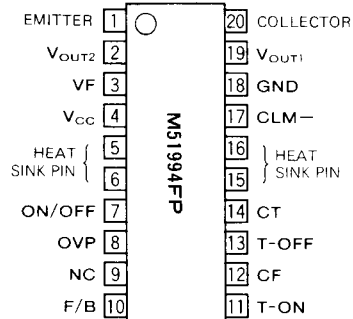 EMITTER 1 20 COLLECTOR
VOUT2 2 19 VOUT1
VF 3 18 GND
VCC 4 17 CLM−
HEAT SINK PIN 5 16 HEAT SINK PIN
6 15
ON/OFF 7 14 CT
OVP 8 13 T-OFF
NC 9 12 CF
F/B 10 11 T-ON
M51994FP